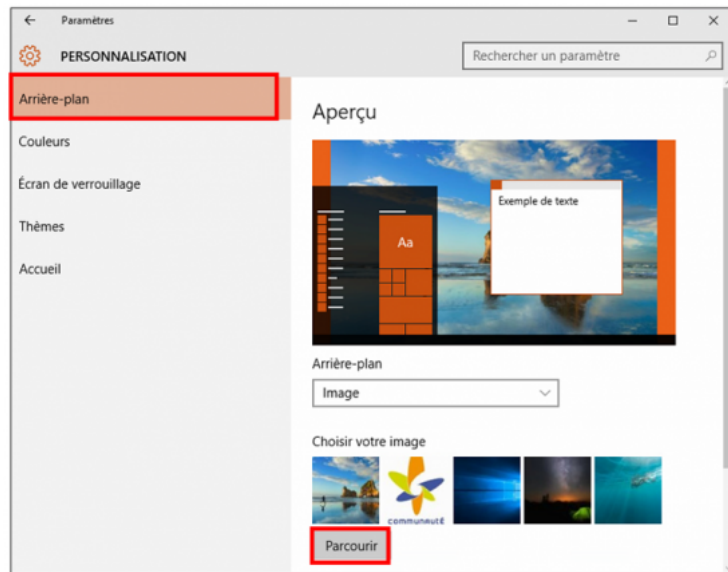 Paramètres
PERSONNALISATION
Rechercher un paramètre
Arrière-plan
Couleurs
Écran de verrouillage
Thèmes
Accueil
Aperçu
Exemple de texte
Aa
Arrière-plan
Image
Choisir votre image
communauté
Parcourir